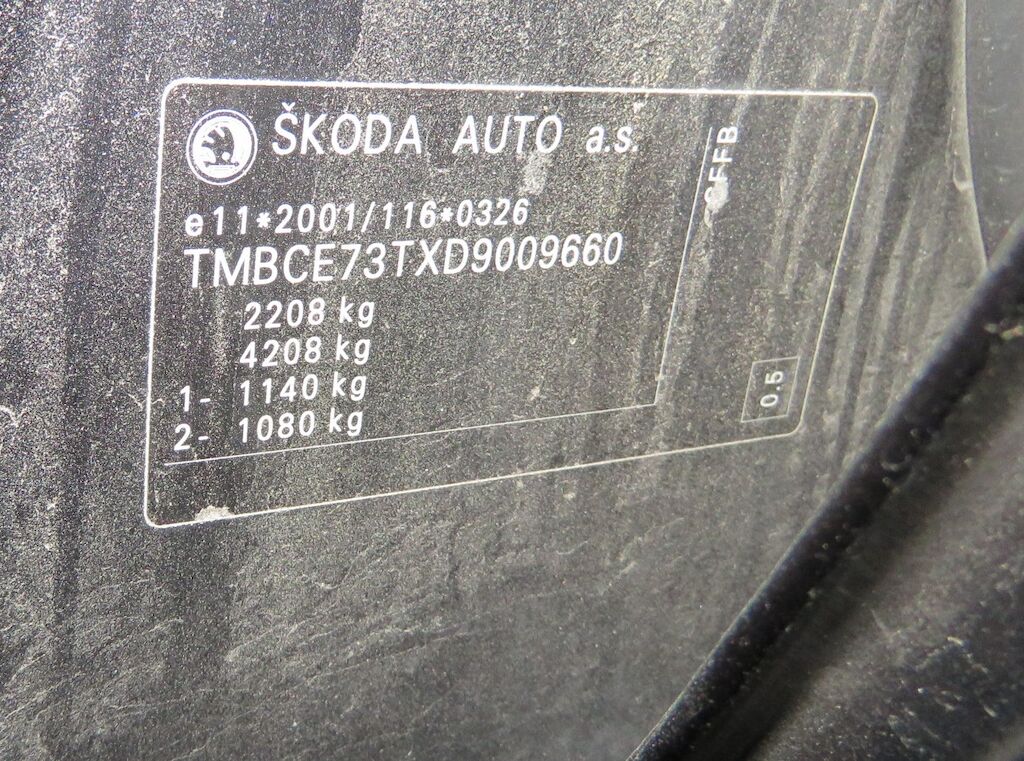 ŠKODA AUTO a.s.
e11*2001/116*0326
TMBCE73TXD9009660
2208 kg
4208 kg
1- 1140 kg
2- 1080 kg
CFFB
0.5